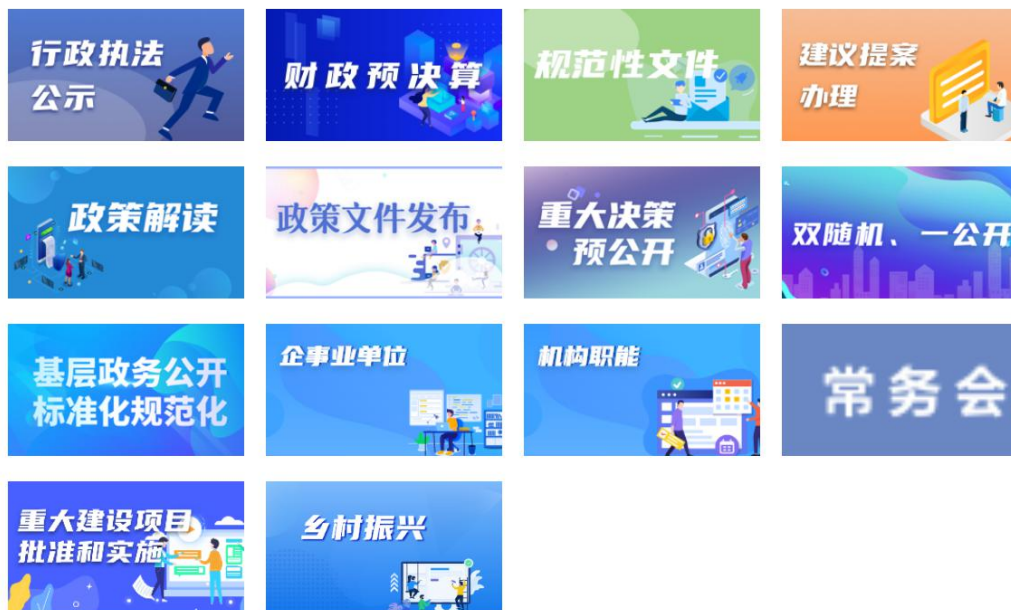 行政执法
公示
财政预决算
规范性文件
建议提案
办理
政策解读
政策文件发布
重大决策
预公开
双随机、一公开
基层政务公开
标准化规范化
企事业单位
机构职能
常务会
重大建设项目
批准和实施
乡村振兴